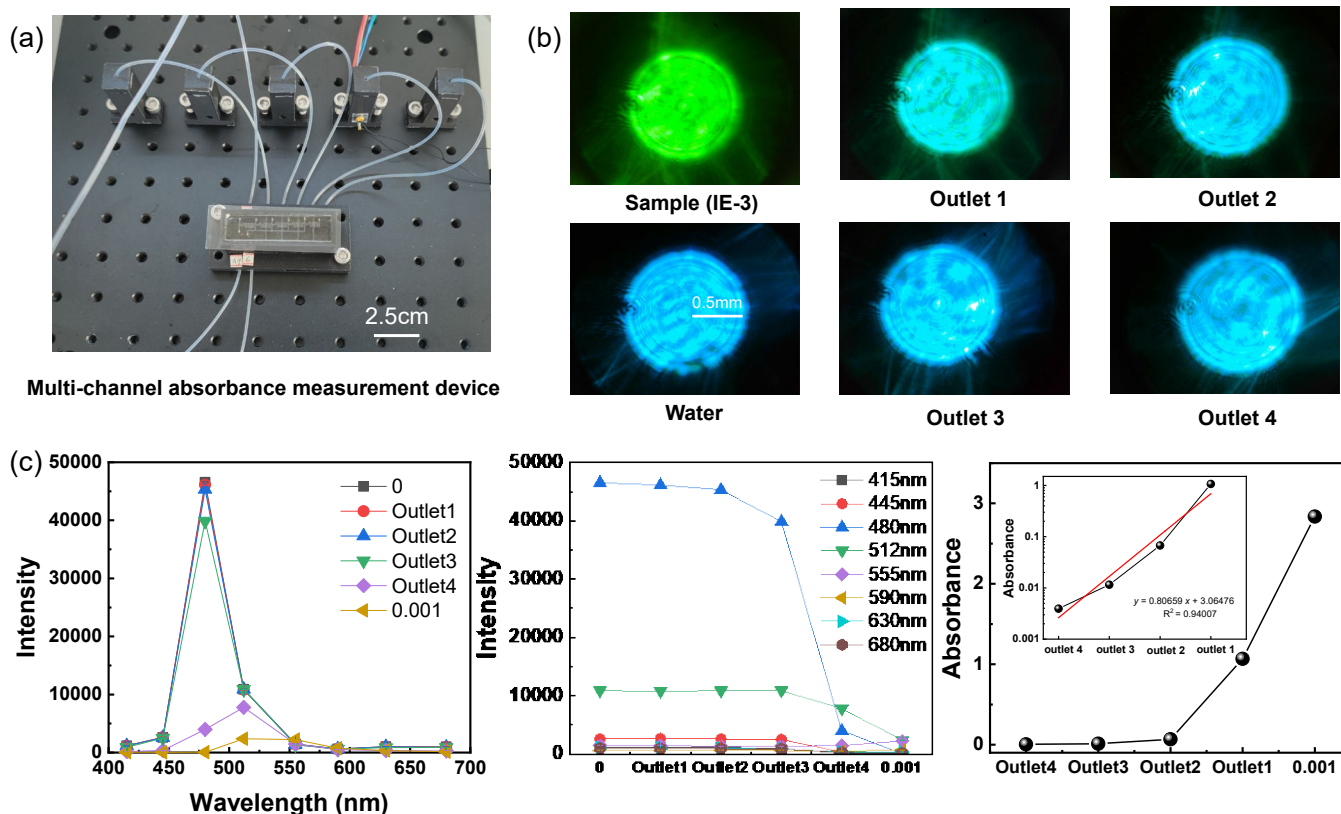 (a)
2.5cm
Multi-channel absorbance measurement device
(b)
Sample (IE-3)
Outlet 1
Outlet 2
0.5mm
Water
Outlet 3
Outlet 4
(c)
50000
40000
30000
20000
10000
0
Intensity
400 450 500 550 600 650 700
Wavelength (nm)
0
Outlet1
Outlet2
Outlet3
Outlet4
0.001
50000
40000
30000
20000
10000
0
Intensity
0 Outlet1 Outlet2 Outlet3 Outlet4 0.001
415nm
445nm
480nm
512nm
555nm
590nm
630nm
680nm
3
2
1
0
Absorbance
Outlet4 Outlet3 Outlet2 Outlet1 0.001
1
0.1
0.01
0.001
Absorbance
y = 0.80659 x + 3.06476
R² = 0.94007
outlet 4 outlet 3 outlet 2 outlet 1